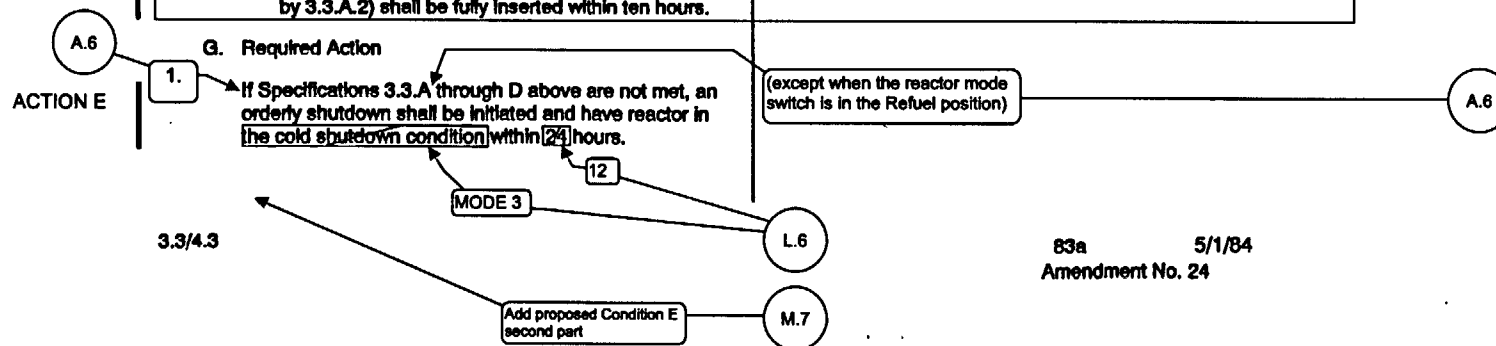 by 3.3.A.2) shall be fully inserted within ten hours.
A.6
G. Required Action
1.
ACTION E
If Specifications 3.3.A through D above are not met, an
orderly shutdown shall be initiated and have reactor in
the cold shutdown condition within 24 hours.
(except when the reactor mode
switch is in the Refuel position)
A.6
12
MODE 3
L.6
3.3/4.3
83a 5/1/84
Amendment No. 24
Add proposed Condition E
second part
M.7